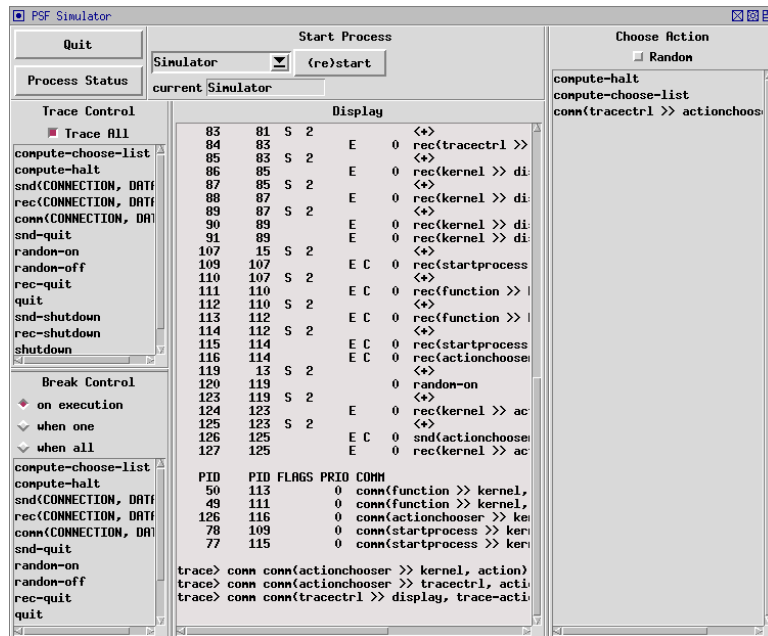 PSF Simulator
Quit
Process Status
Start Process
Simulator
(re)start
current Simulator
Choose Action
Random
compute-halt
compute-choose-list
comm(tracectrl >> actionchoos
Trace Control
Trace All
compute-choose-list
compute-halt
snd(CONNECTION, DATA
rec(CONNECTION, DATA
comm(CONNECTION, DAT
snd-quit
random-on
random-off
rec-quit
quit
snd-shutdown
rec-shutdown
shutdown
Break Control
on execution
when one
when all
compute-choose-list
compute-halt
snd(CONNECTION, DATA
rec(CONNECTION, DATA
comm(CONNECTION, DAT
snd-quit
random-on
random-off
rec-quit
quit
Display
83 81 S 2 <+>
84 83 E 0 rec(tracectrl >>
85 83 S 2 <+>
86 85 E 0 rec(kernel >> di
87 85 S 2 <+>
88 87 E 0 rec(kernel >> di
89 87 S 2 <+>
90 89 E 0 rec(kernel >> di
91 89 E 0 rec(kernel >> di
107 15 S 2 <+>
109 107 E C 0 rec(startprocess
110 107 S 2 <+>
111 110 E C 0 rec(function >>
112 110 S 2 <+>
113 112 E C 0 rec(function >>
114 112 S 2 <+>
115 114 E C 0 rec(startprocess
116 114 E C 0 rec(actionchooser
119 13 S 2 <+>
120 119 0 random-on
123 119 S 2 <+>
124 123 E 0 rec(kernel >> ac
125 123 S 2 <+>
126 125 E C 0 snd(actionchooser
127 125 E 0 rec(kernel >> ac
PID PID FLAGS PRIO COMM
50 113 0 comm(function >> kernel,
49 111 0 comm(function >> kernel,
126 116 0 comm(actionchooser >> ker
78 109 0 comm(startprocess >> kern
77 115 0 comm(startprocess >> kern
trace> comm comm(actionchooser >> kernel, action)
trace> comm comm(actionchooser >> tracectrl, acti
trace> comm comm(tracectrl >> display, trace-acti